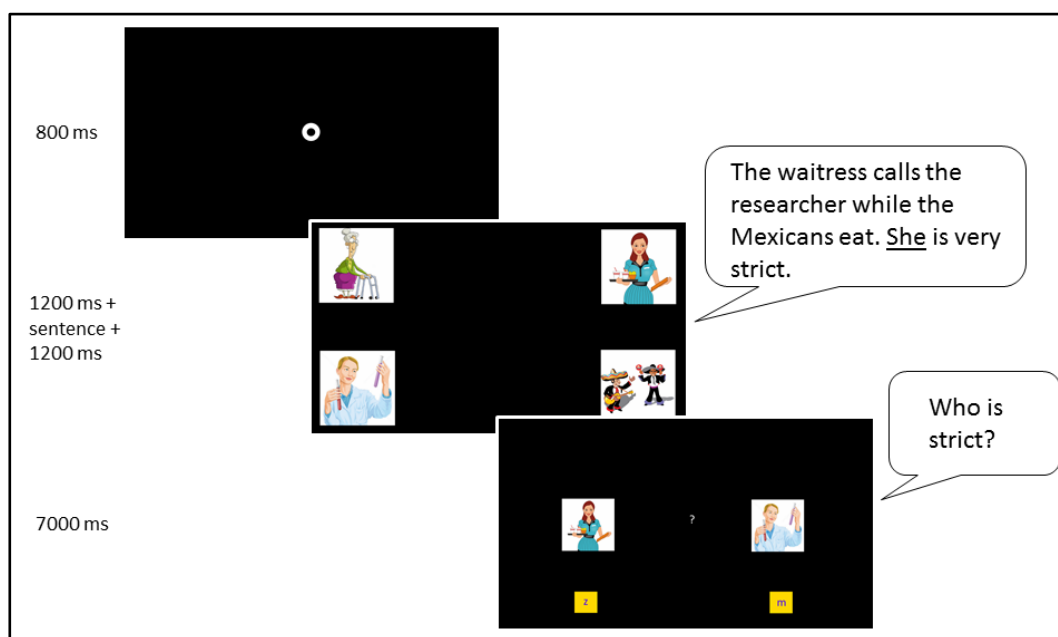 800 ms
The waitress calls the
researcher while the
Mexicans eat. She is very
strict.
1200 ms +
sentence +
1200 ms
Who is
strict?
7000 ms
?
z
m